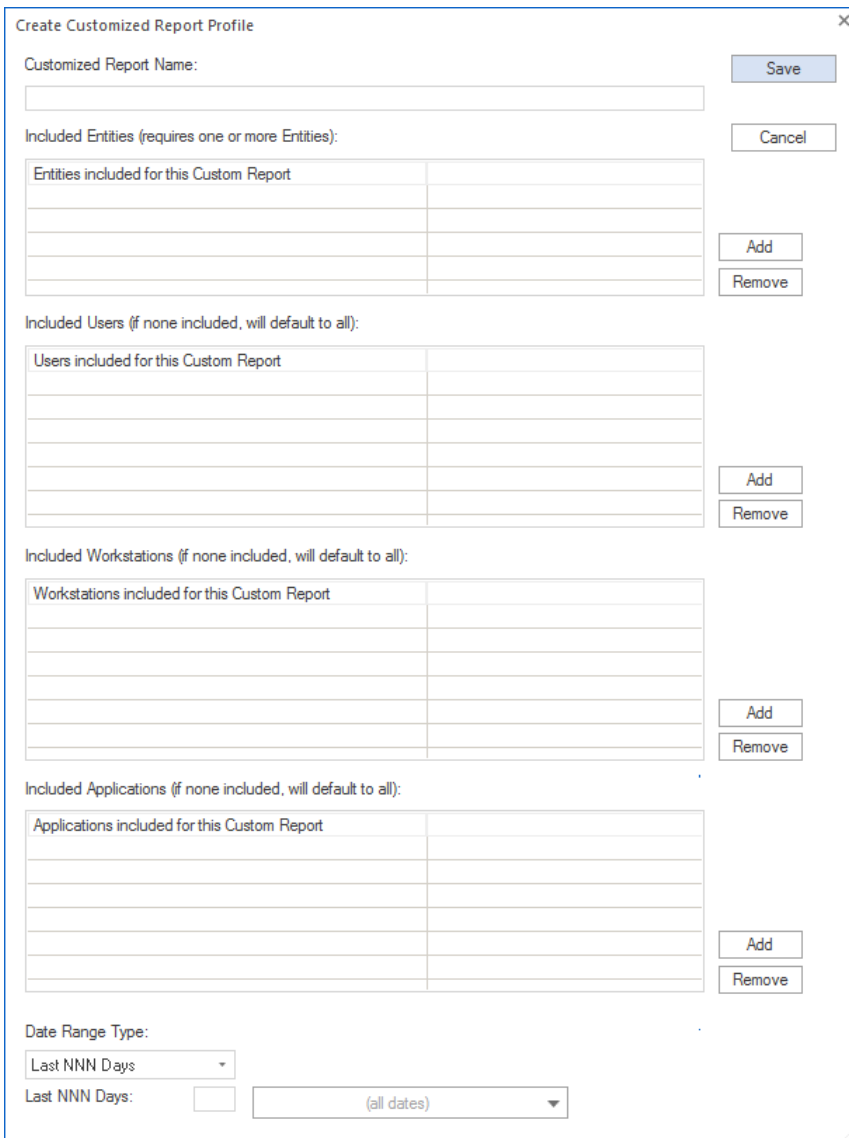 Create Customized Report Profile
Customized Report Name:
Save
Included Entities (requires one or more Entities):
Cancel
Entities included for this Custom Report
Add
Remove
Included Users (if none included, will default to all):
Users included for this Custom Report
Add
Remove
Included Workstations (if none included, will default to all):
Workstations included for this Custom Report
Add
Remove
Included Applications (if none included, will default to all):
Applications included for this Custom Report
Add
Remove
Date Range Type:
Last NNN Days
Last NNN Days:
(all dates)